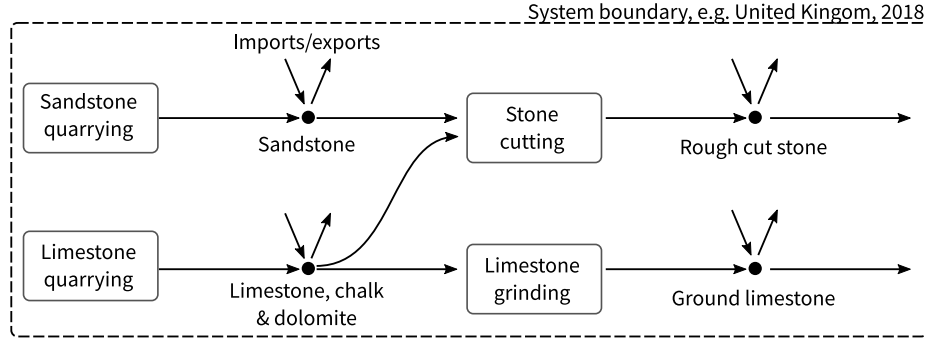 System boundary, e.g. United Kingom, 2018
Imports/exports
Sandstone
quarrying
Sandstone
Stone
cutting
Rough cut stone
Limestone
quarrying
Limestone, chalk
& dolomite
Limestone
grinding
Ground limestone